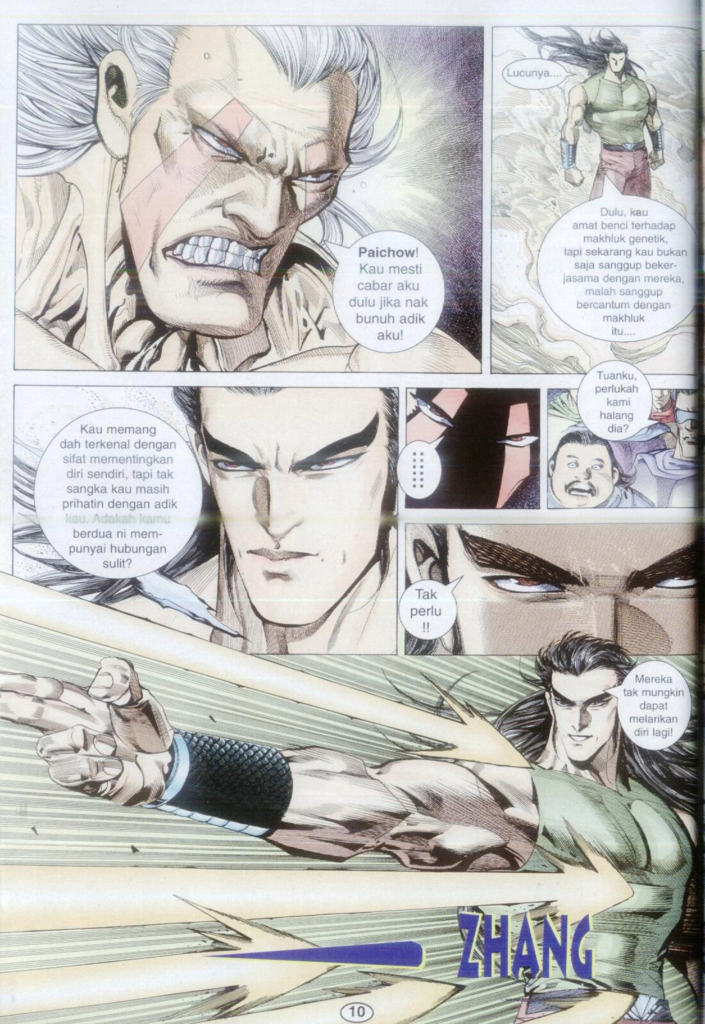 Paichow!
Kau mesti
cabar aku
dulu jika nak
bunuh adik
aku!
Lucunya....
Dulu, kau
amat benci terhadap
makhluk genetik,
tapi sekarang kau bukan
saja sanggup beker-
jasama dengan mereka,
malah sanggup
bercantum dengan
makhluk
itu....
Kau memang
dah terkenal dengan
sifat mementingkan
diri sendiri, tapi tak
sangka kau masih
prihatin dengan adik
kau. Adakah kamu
berdua ni mem-
punyai hubungan
sulit?
Tuanku,
perlukah
kami
halang
dia?
Tak
perlu
!!
Mereka
tak mungkin
dapat
melarikan
diri lagi!
ZHANG
10